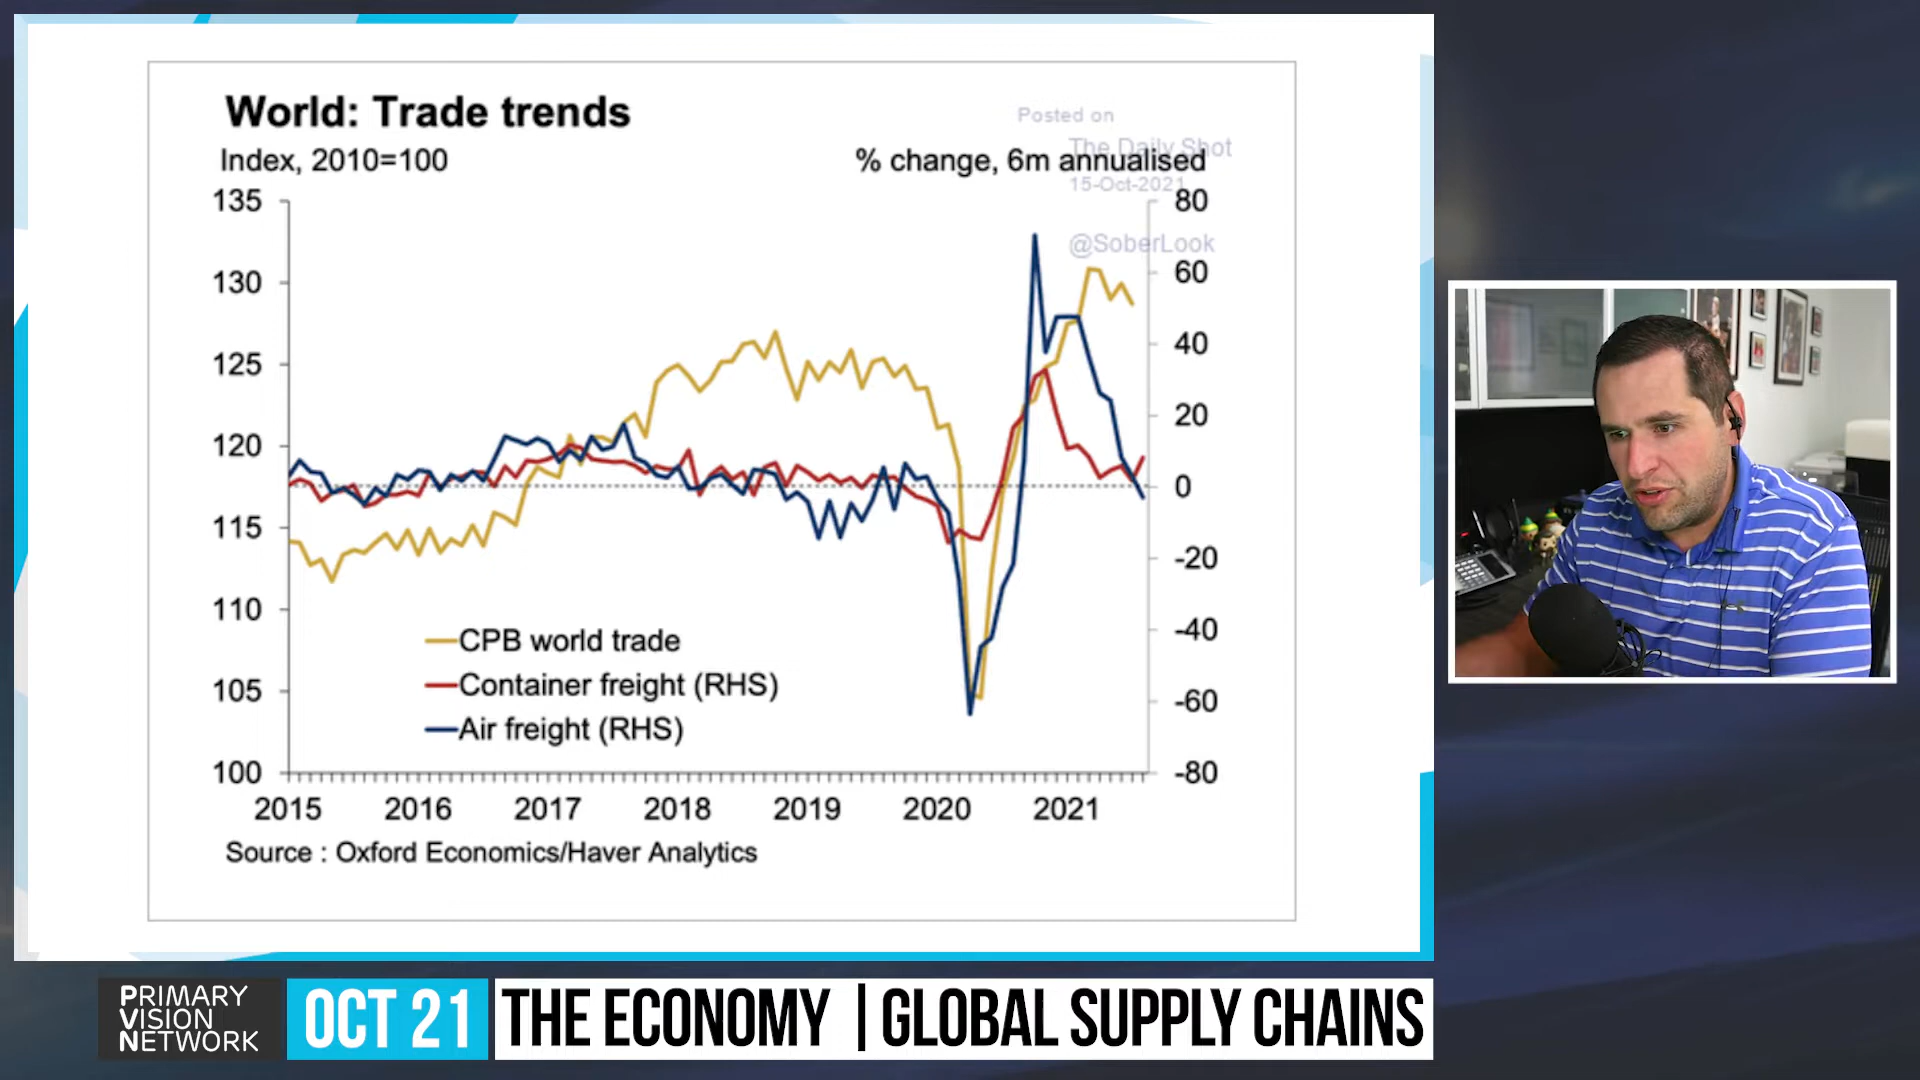 World: Trade trends
Posted on
The Daily Shot
15-Oct-2021
@SoberLook
Index, 2010=100
% change, 6m annualised
135
130
125
120
115
110
105
100
80
60
40
20
0
-20
-40
-60
-80
CPB world trade
Container freight (RHS)
Air freight (RHS)
2015 2016 2017 2018 2019 2020 2021
Source : Oxford Economics/Haver Analytics
PRIMARY
VISION
NETWORK
OCT 21
THE ECONOMY | GLOBAL SUPPLY CHAINS